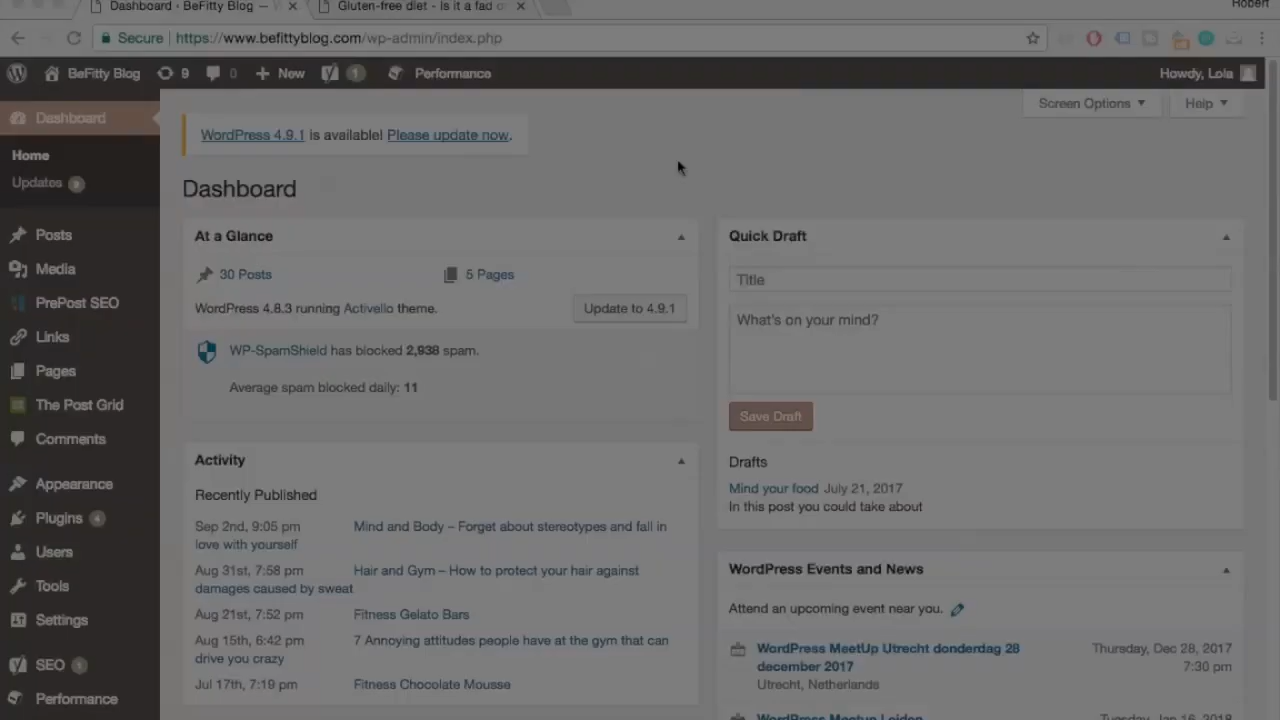 Dashboard ‹ BeFitty Blog —
Gluten-free diet - Is it a fad o
Robert
Secure
https://www.befittyblog.com/wp-admin/index.php
BeFitty Blog
9
0
New
1
Performance
Howdy, Lola
Dashboard
Screen Options
Help
WordPress 4.9.1 is available! Please update now.
Home
Updates
Dashboard
Posts
Media
PrePost SEO
Links
Pages
The Post Grid
Comments
Appearance
Plugins 4
Users
Tools
Settings
SEO 1
Performance
At a Glance
30 Posts
5 Pages
WordPress 4.8.3 running Activello theme.
Update to 4.9.1
WP-SpamShield has blocked 2,938 spam.
Average spam blocked daily: 11
Activity
Recently Published
Sep 2nd, 9:05 pm Mind and Body – Forget about stereotypes and fall in
love with yourself
Aug 31st, 7:58 pm Hair and Gym – How to protect your hair against
damages caused by sweat
Aug 21st, 7:52 pm Fitness Gelato Bars
Aug 15th, 6:42 pm 7 Annoying attitudes people have at the gym that can
drive you crazy
Jul 17th, 7:19 pm Fitness Chocolate Mousse
Quick Draft
Title
What's on your mind?
Save Draft
Drafts
Mind your food July 21, 2017
In this post you could take about
WordPress Events and News
Attend an upcoming event near you.
WordPress MeetUp Utrecht donderdag 28
december 2017
Utrecht, Netherlands
Thursday, Dec 28, 2017
7:30 pm
WordPress Meetup Leiden
Tuesday, Jan 16, 2018